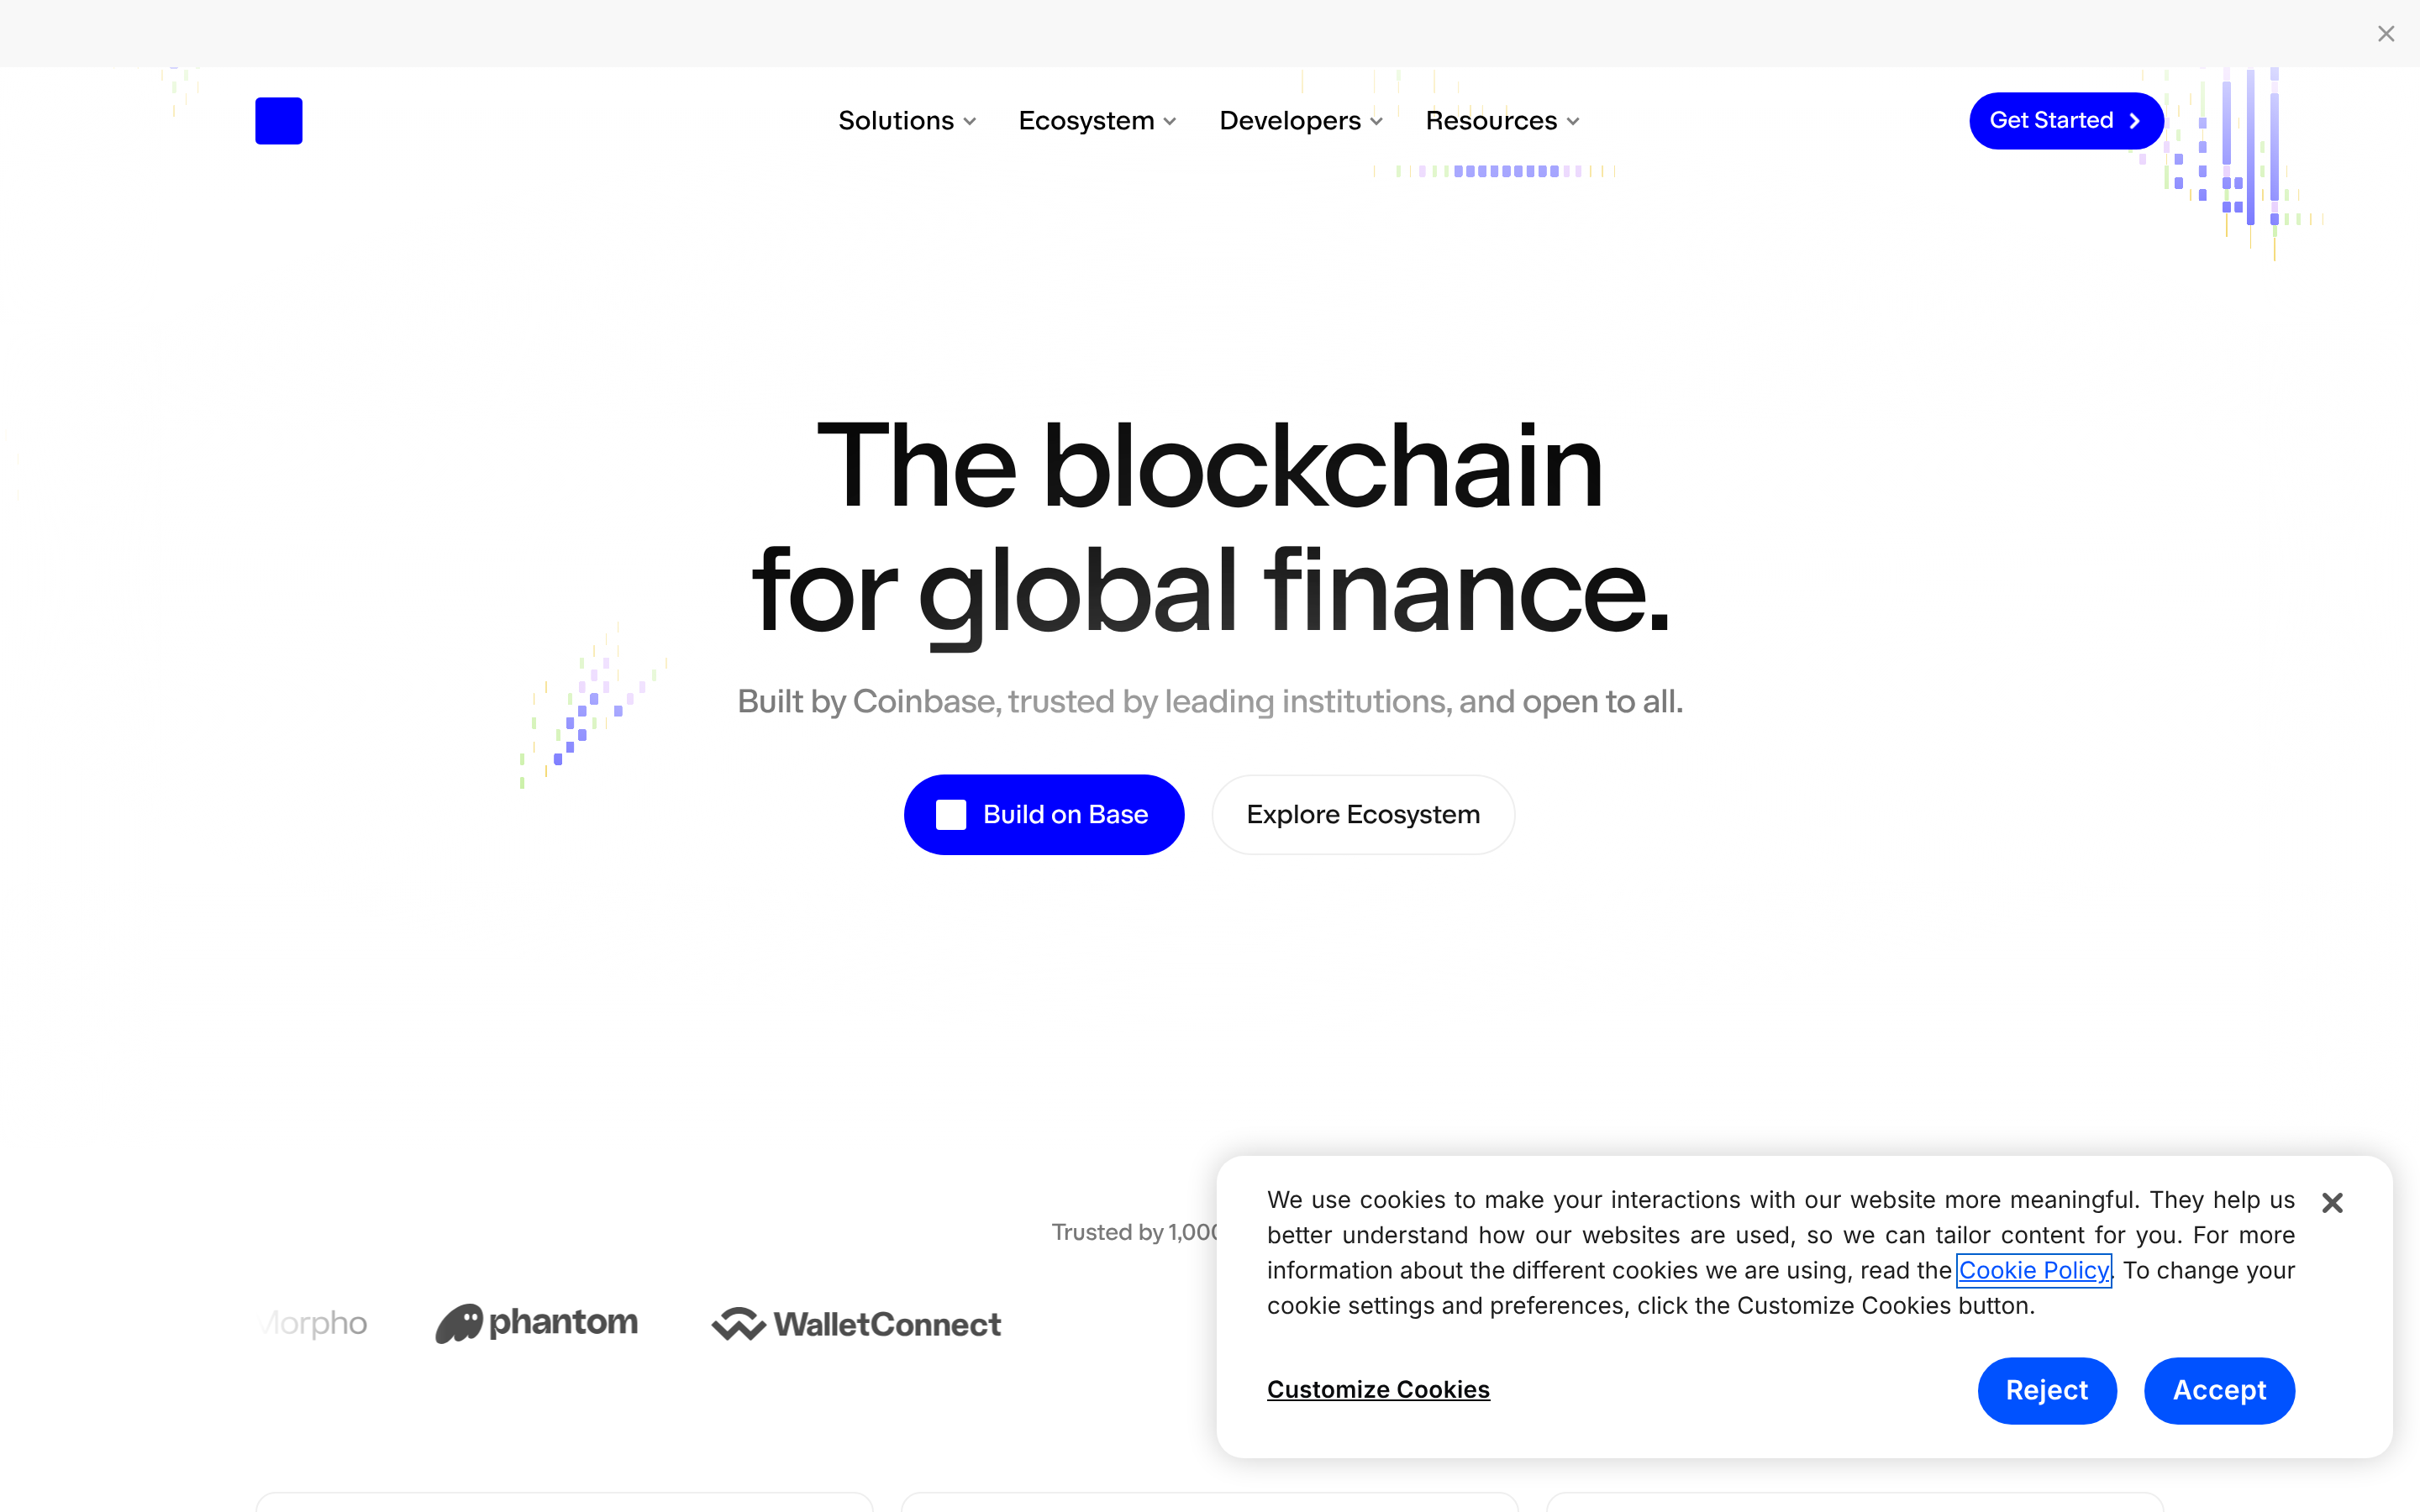 Solutions Ecosystem Developers Resources Get Started
The blockchain
for global finance.
Built by Coinbase, trusted by leading institutions, and open to all.
Build on Base Explore Ecosystem
Trusted by 1,000
Morpho phantom WalletConnect
We use cookies to make your interactions with our website more meaningful. They help us
better understand how our websites are used, so we can tailor content for you. For more
information about the different cookies we are using, read the Cookie Policy. To change your
cookie settings and preferences, click the Customize Cookies button.
Customize Cookies Reject Accept